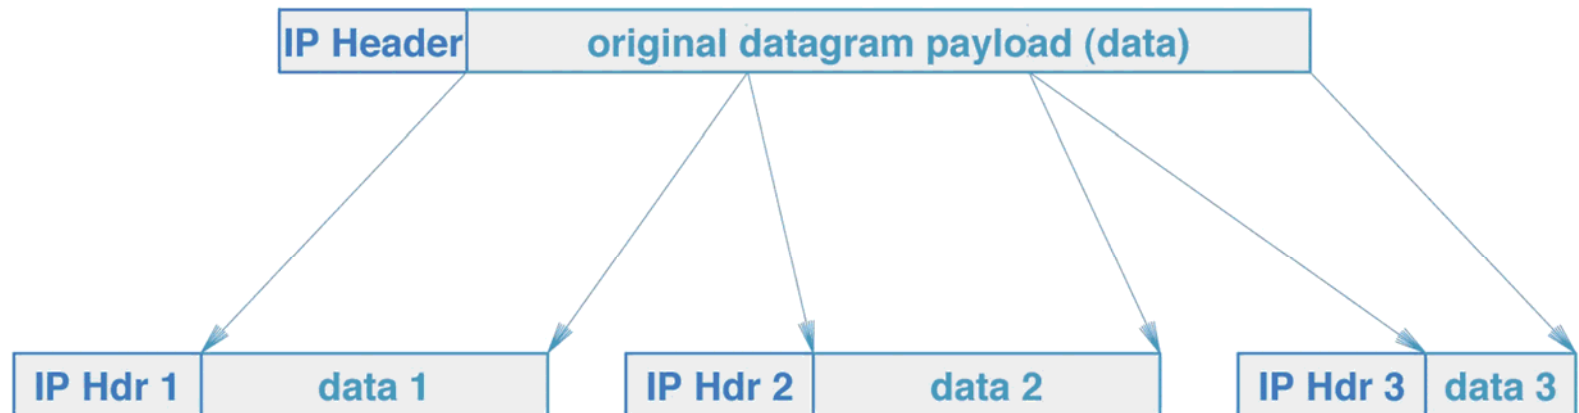 IP Header original datagram payload (data)
IP Hdr 1 data 1 IP Hdr 2 data 2 IP Hdr 3 data 3